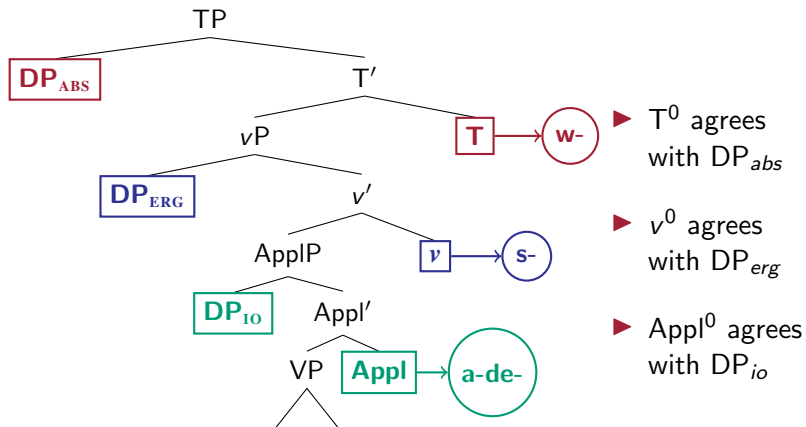 TP
DP_ABS T′
vP T w-
DP_ERG v′
ApplP v s-
DP_IO Appl′
VP Appl a-de-
▶ T⁰ agrees
with DP_abs
▶ v⁰ agrees
with DP_erg
▶ Appl⁰ agrees
with DP_io